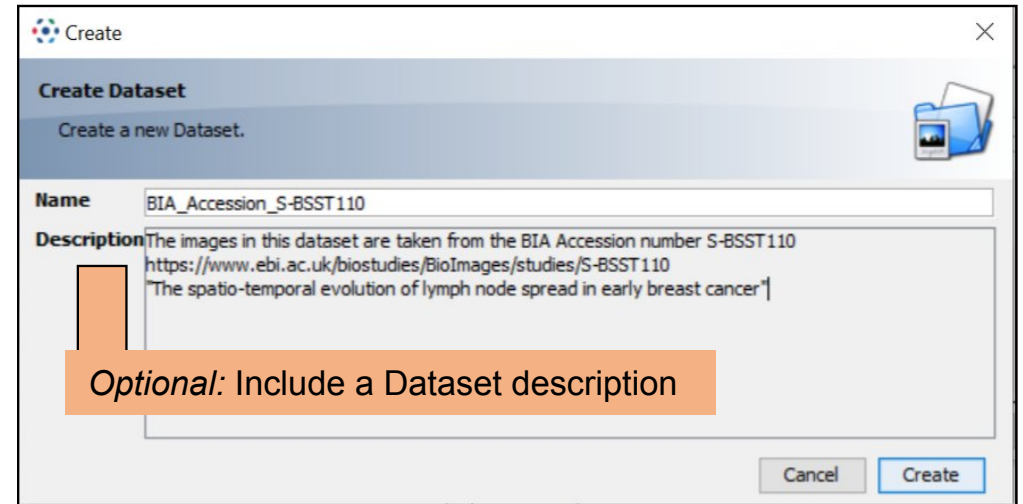 Create
Create Dataset
Create a new Dataset.
Name BIA_Accession_S-BSST110
Description The images in this dataset are taken from the BIA Accession number S-BSST110
https://www.ebi.ac.uk/biostudies/BioImages/studies/S-BSST110
"The spatio-temporal evolution of lymph node spread in early breast cancer"
Optional: Include a Dataset description
Cancel Create